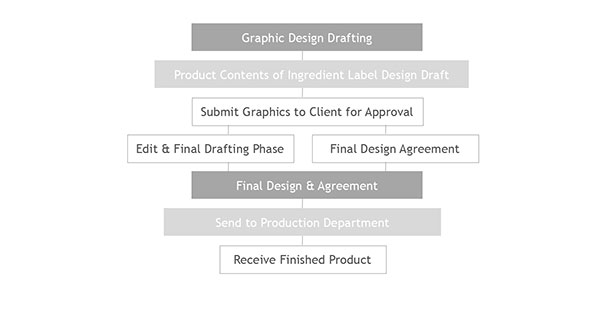 Graphic Design Drafting
Product Contents of Ingredient Label Design Draft
Submit Graphics to Client for Approval
Edit & Final Drafting Phase
Final Design Agreement
Final Design & Agreement
Send to Production Department
Receive Finished Product